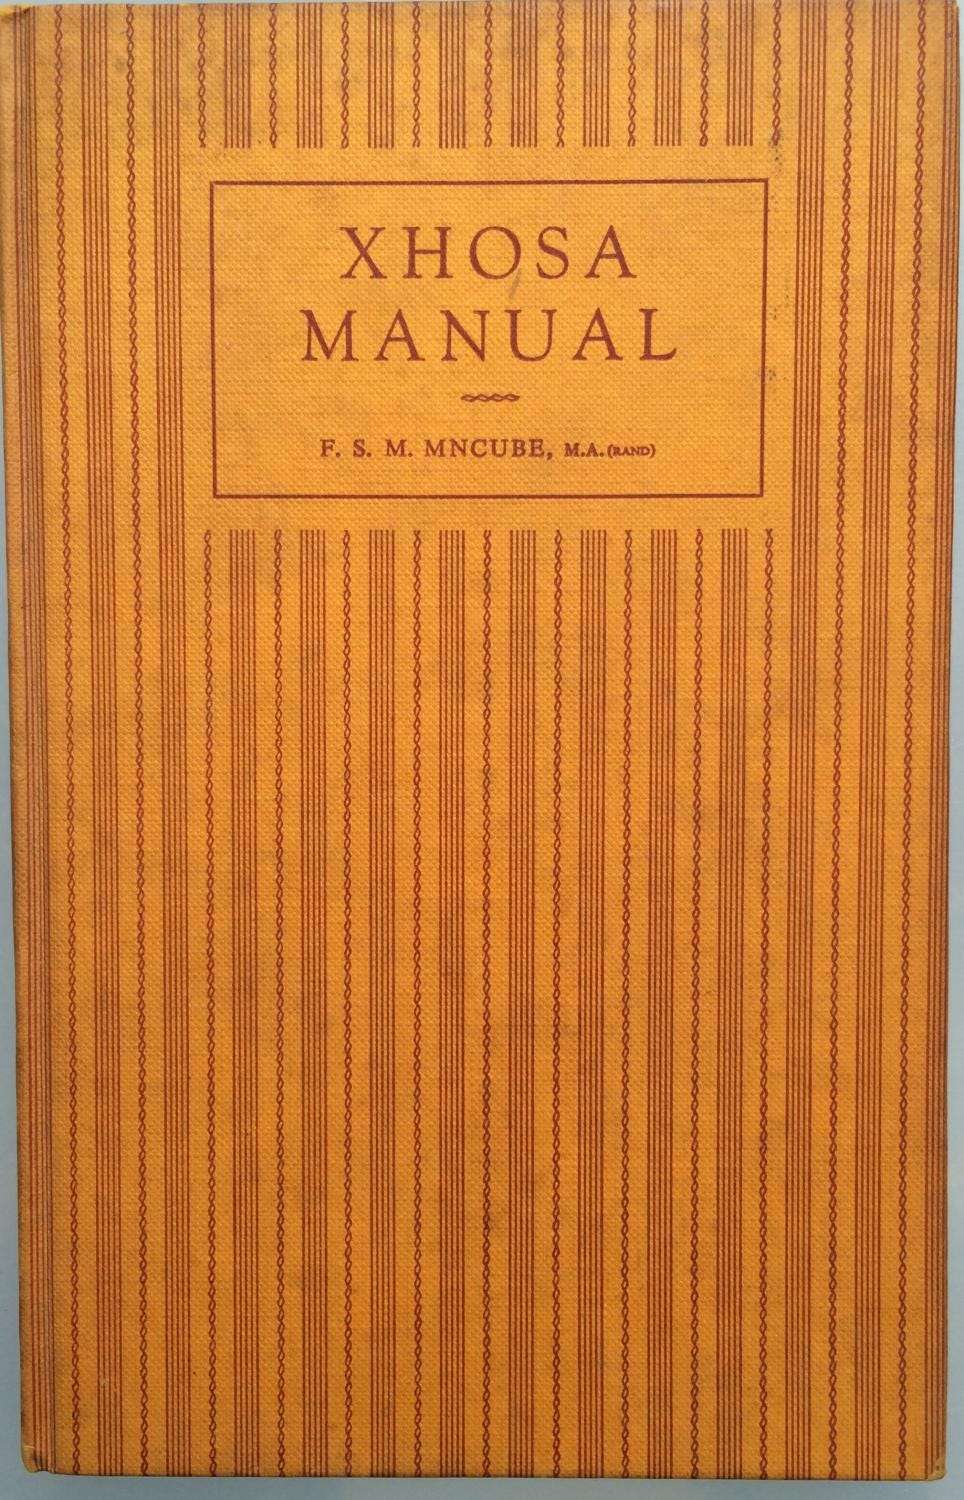 XHOSA
MANUAL
F. S. M. MNCUBE, M.A. (RAND)